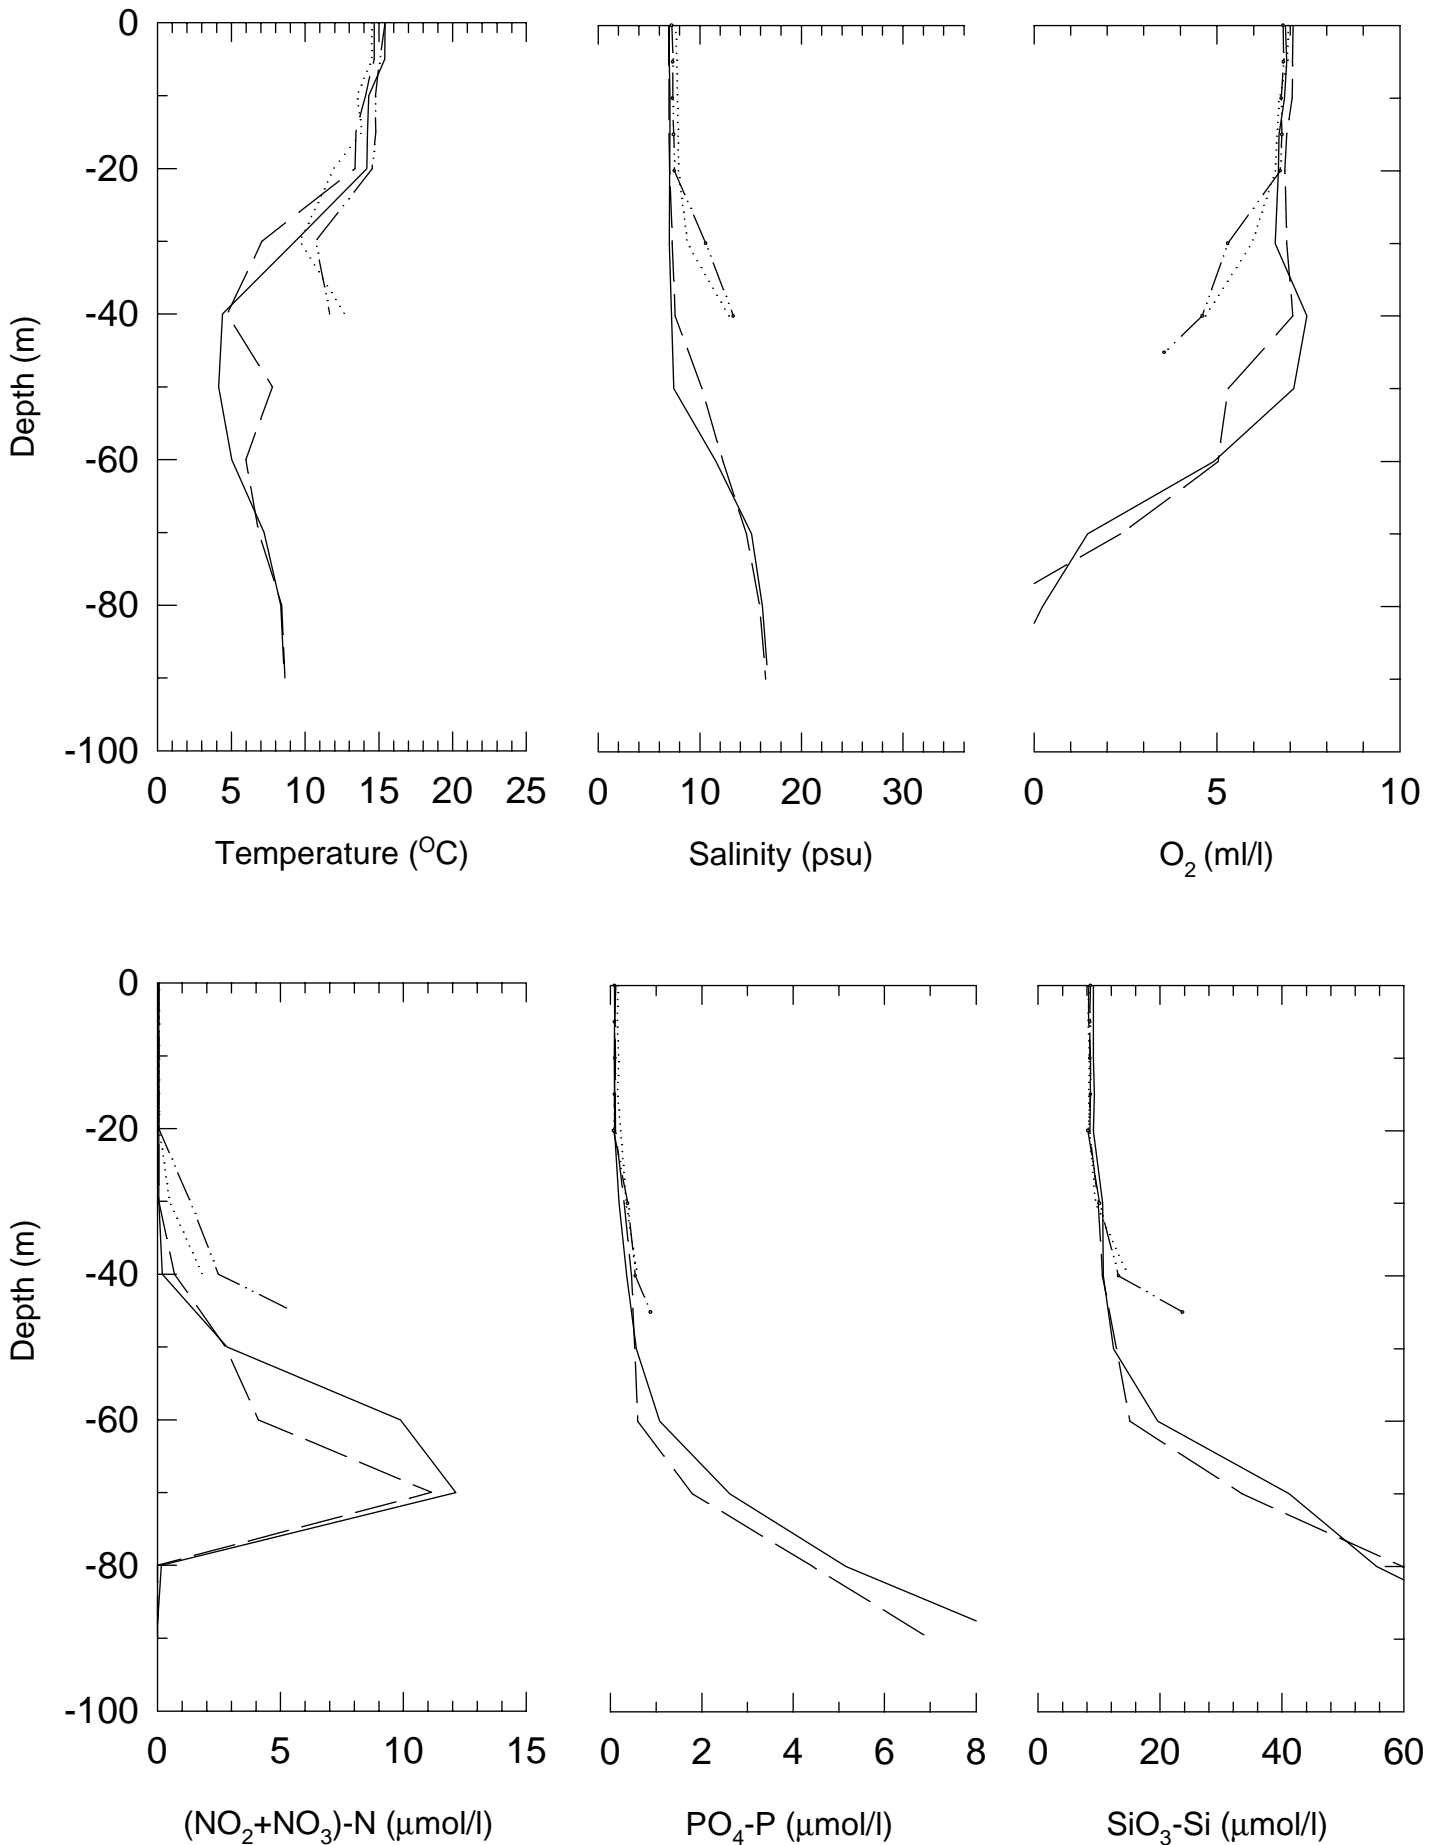 0
-20
-40
-60
-80
-100
Depth (m)
0 5 10 15 20 25
0 10 20 30
0 5 10
Temperature (OC)
Salinity (psu)
O2 (ml/l)
0
-20
-40
-60
-80
-100
Depth (m)
0 5 10 15
0 2 4 6 8
0 20 40 60
(NO2+NO3)-N (μmol/l)
PO4-P (μmol/l)
SiO3-Si (μmol/l)